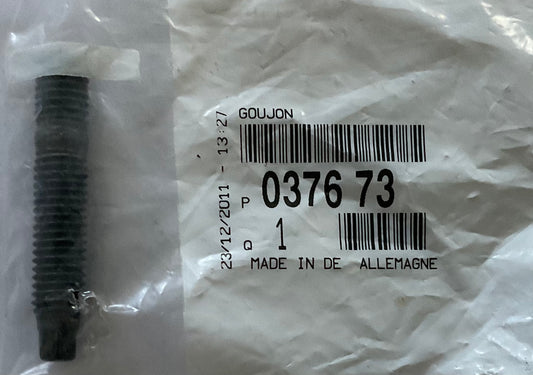 GOUJON
P 0376 73
Q 1
MADE IN DE ALLEMAGNE
23/12/2011 - 13:27